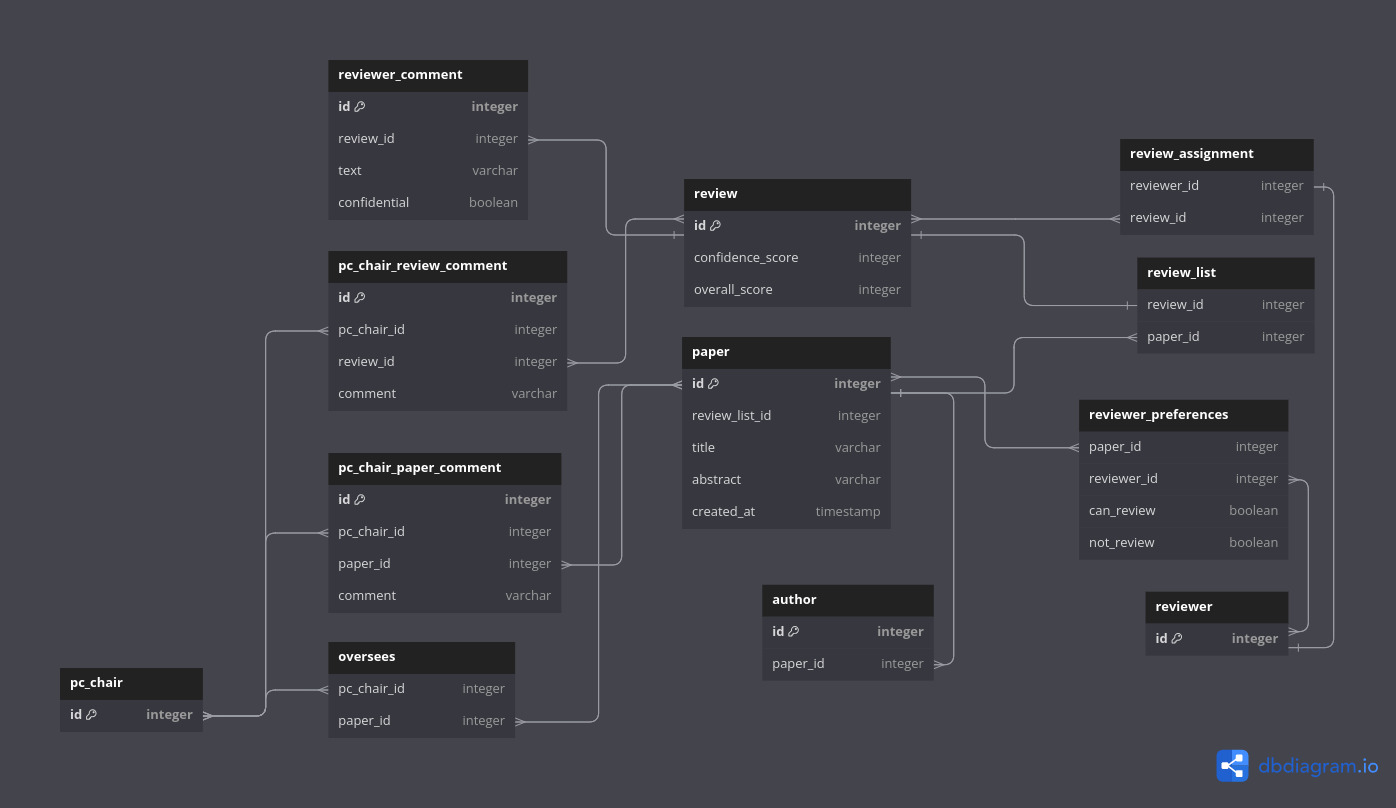 reviewer_comment
id integer
review_id integer
text varchar
confidential boolean
pc_chair_review_comment
id integer
pc_chair_id integer
review_id integer
comment varchar
pc_chair_paper_comment
id integer
pc_chair_id integer
paper_id integer
comment varchar
oversees
pc_chair_id integer
paper_id integer
pc_chair
id integer
review
id integer
confidence_score integer
overall_score integer
paper
id integer
review_list_id integer
title varchar
abstract varchar
created_at timestamp
author
id integer
paper_id integer
review_assignment
reviewer_id integer
review_id integer
review_list
review_id integer
paper_id integer
reviewer_preferences
paper_id integer
reviewer_id integer
can_review boolean
not_review boolean
reviewer
id integer
dbdiagram.io